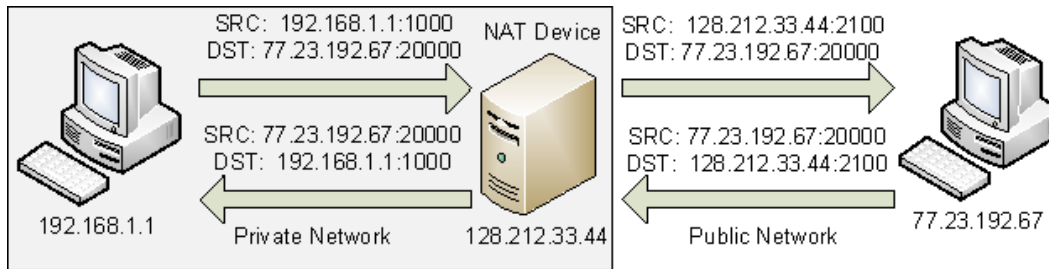 SRC: 192.168.1.1:1000
DST: 77.23.192.67:20000
NAT Device
SRC: 128.212.33.44:2100
DST: 77.23.192.67:20000
SRC: 77.23.192.67:20000
DST: 192.168.1.1:1000
SRC: 77.23.192.67:20000
DST: 128.212.33.44:2100
192.168.1.1
Private Network
128.212.33.44
Public Network
77.23.192.67